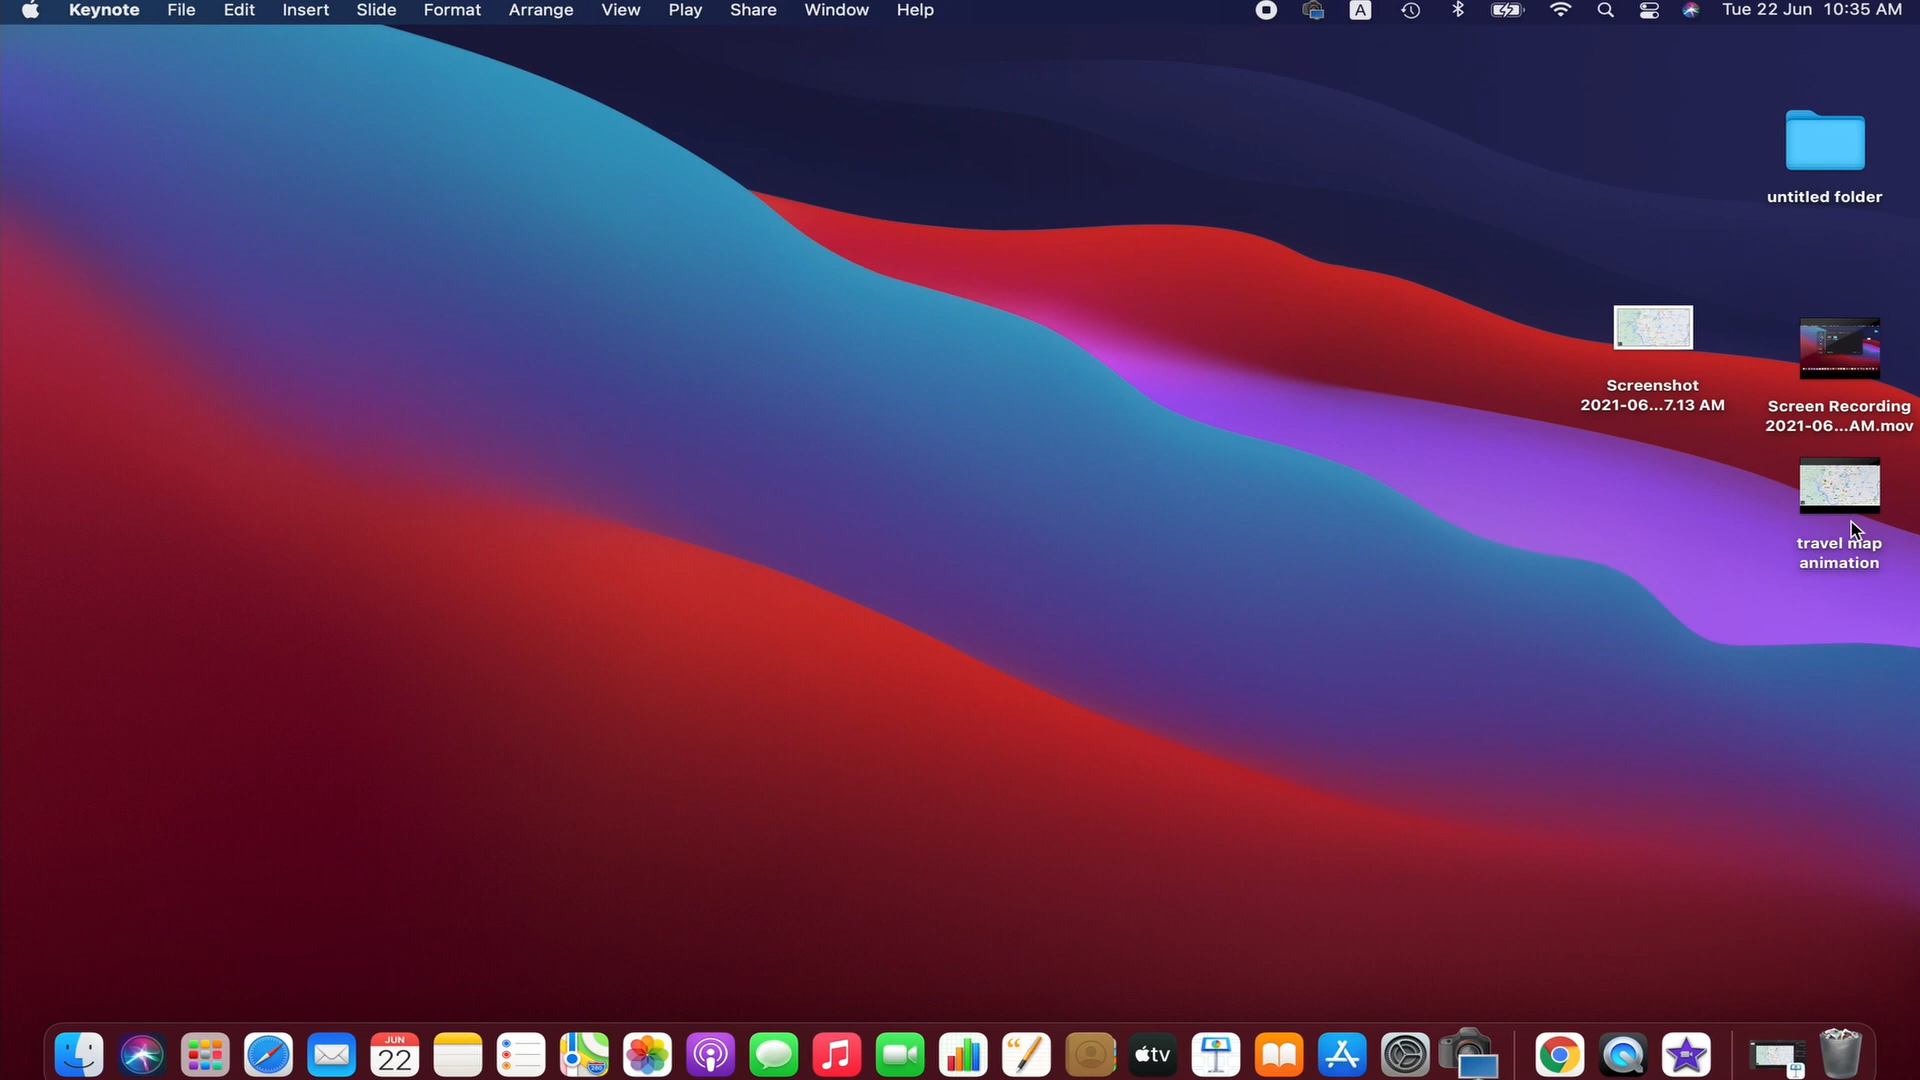 Keynote File Edit Insert Slide Format Arrange View Play Share Window Help A Tue 22 Jun 10:35 AM
untitled folder
Screenshot
2021-06...7.13 AM
Screen Recording
2021-06...AM.mov
travel map
animation
JUN
22
tv